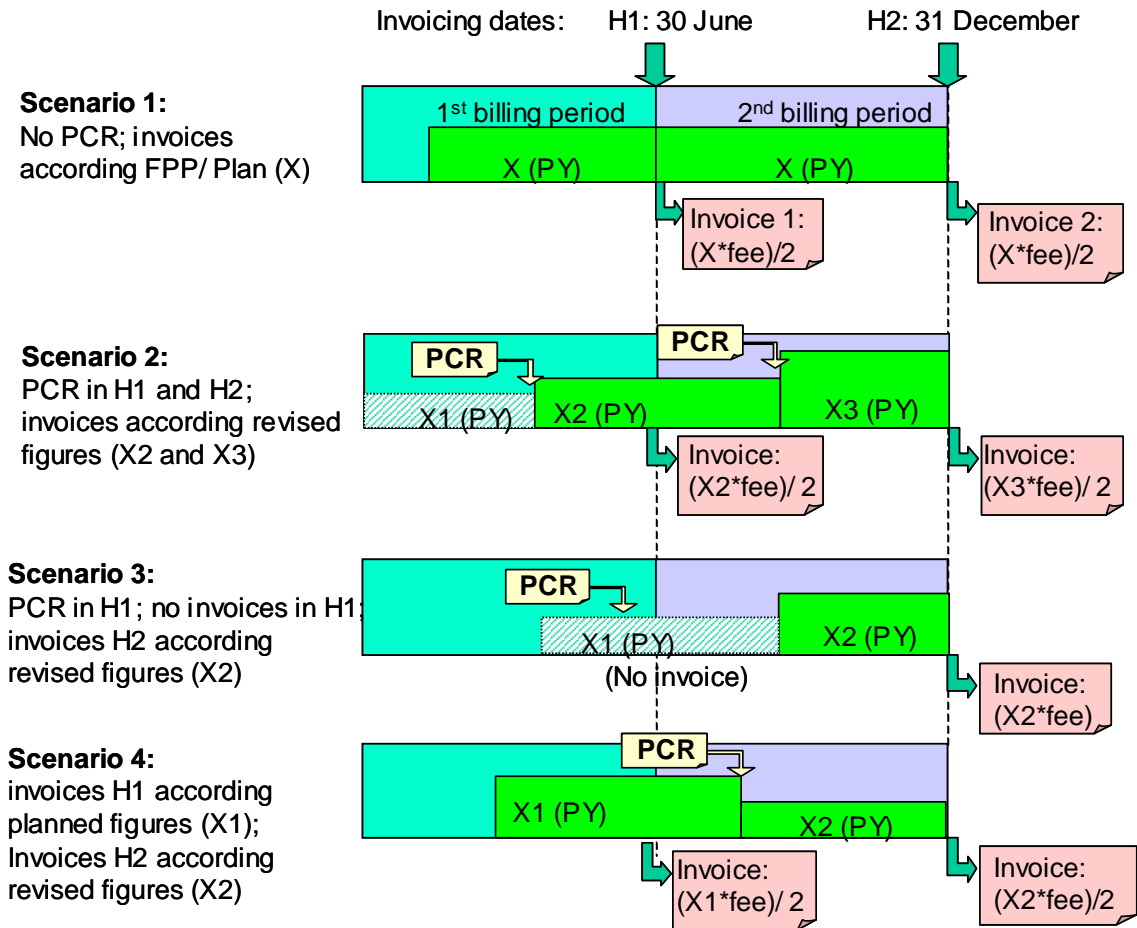 Invoicing dates: H1: 30 June H2: 31 December
Scenario 1:
No PCR; invoices
according FPP/ Plan (X)
1st billing period
2nd billing period
X (PY)
X (PY)
Invoice 1:
(X*fee)/2
Invoice 2:
(X*fee)/2
Scenario 2:
PCR in H1 and H2;
invoices according revised
figures (X2 and X3)
PCR
PCR
X1 (PY)
X2 (PY)
X3 (PY)
Invoice:
(X2*fee)/ 2
Invoice:
(X3*fee)/ 2
Scenario 3:
PCR in H1; no invoices in H1;
invoices H2 according
revised figures (X2)
PCR
X1 (PY)
(No invoice)
X2 (PY)
Invoice:
(X2*fee)
Scenario 4:
invoices H1 according
planned figures (X1);
Invoices H2 according
revised figures (X2)
PCR
X1 (PY)
X2 (PY)
Invoice:
(X1*fee)/ 2
Invoice:
(X2*fee)/2